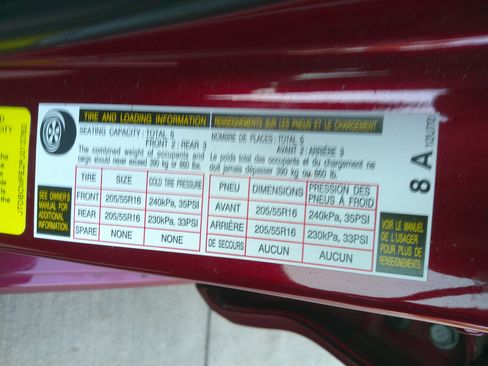 TIRE AND LOADING INFORMATION
RENSEIGNEMENTS SUR LES PNEUS ET LE CHARGEMENT
SEATING CAPACITY: TOTAL 5
FRONT 2 : REAR 3
The combined weight of occupants and
cargo should never exceed 390 kg or 860 lbs.
NOMBRE DE PLACES: TOTAL 5
AVANT 2 : ARRIÈRE 3
Le poids total des occupants et du chargement ne
doit jamais dépasser 390 kg ou 860 lb.
SEE OWNER'S
MANUAL FOR
ADDITIONAL
INFORMATION
TIRE SIZE COLD TIRE PRESSURE
FRONT 205/55R16 240kPa, 35PSI
REAR 205/55R16 230kPa, 33PSI
SPARE NONE NONE
PNEU DIMENSIONS PRESSION DES
PNEUS À FROID
AVANT 205/55R16 240kPa, 35PSI
ARRIÈRE 205/55R16 230kPa, 33PSI
DE SECOURS AUCUN AUCUN
VOIR LE MANUEL
DE L'USAGER
POUR PLUS DE
RENSEIGNEMENTS
8 A